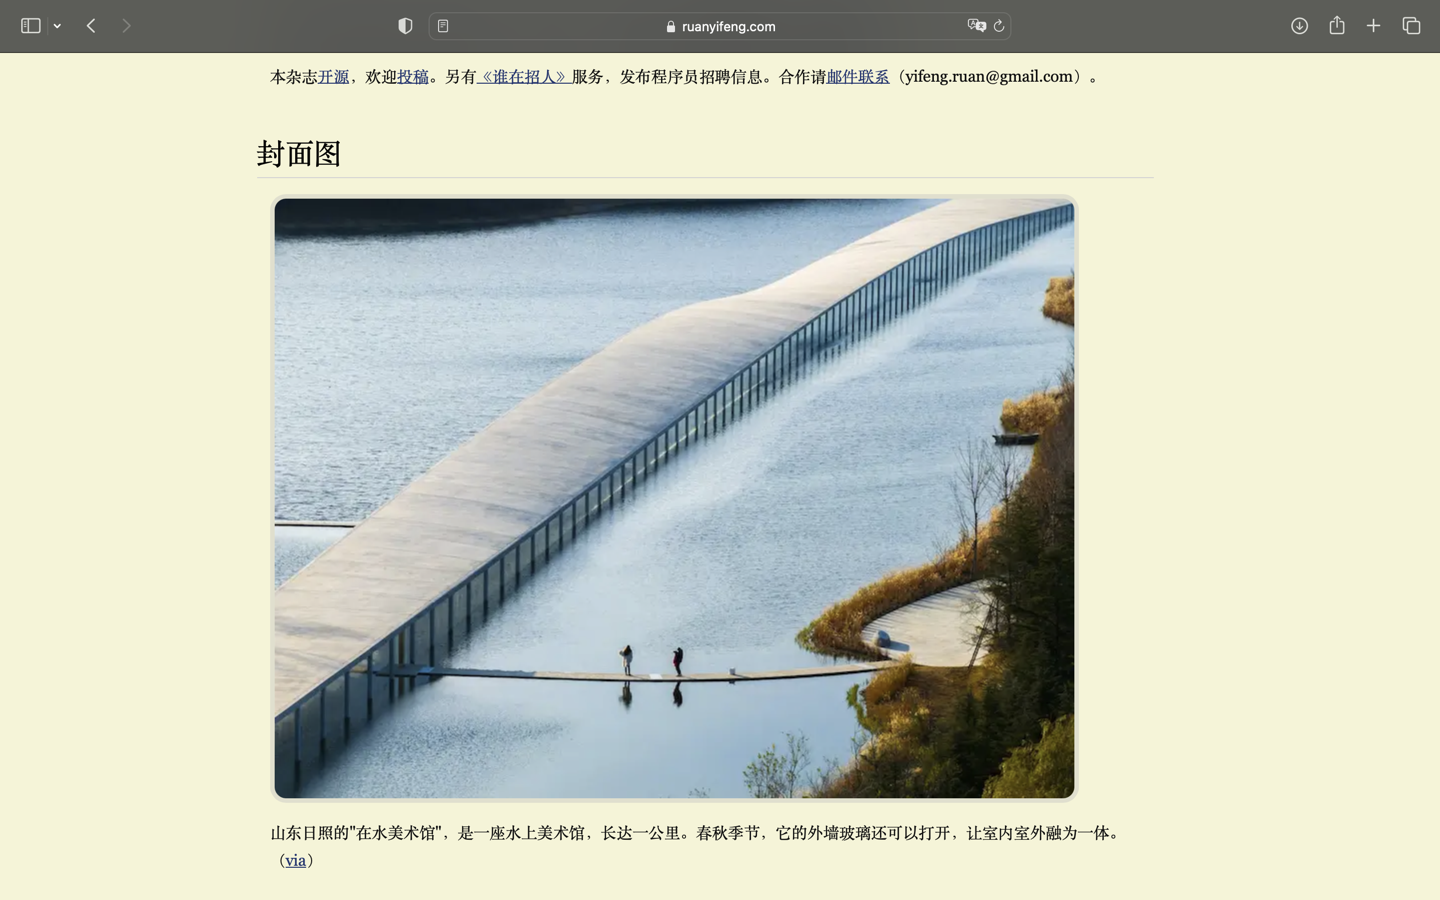 ruanyifeng.com
本杂志开源，欢迎投稿。另有《谁在招人》服务，发布程序员招聘信息。合作请邮件联系（yifeng.ruan@gmail.com）。
封面图
山东日照的"在水美术馆"，是一座水上美术馆，长达一公里。春秋季节，它的外墙玻璃还可以打开，让室内室外融为一体。
（via）